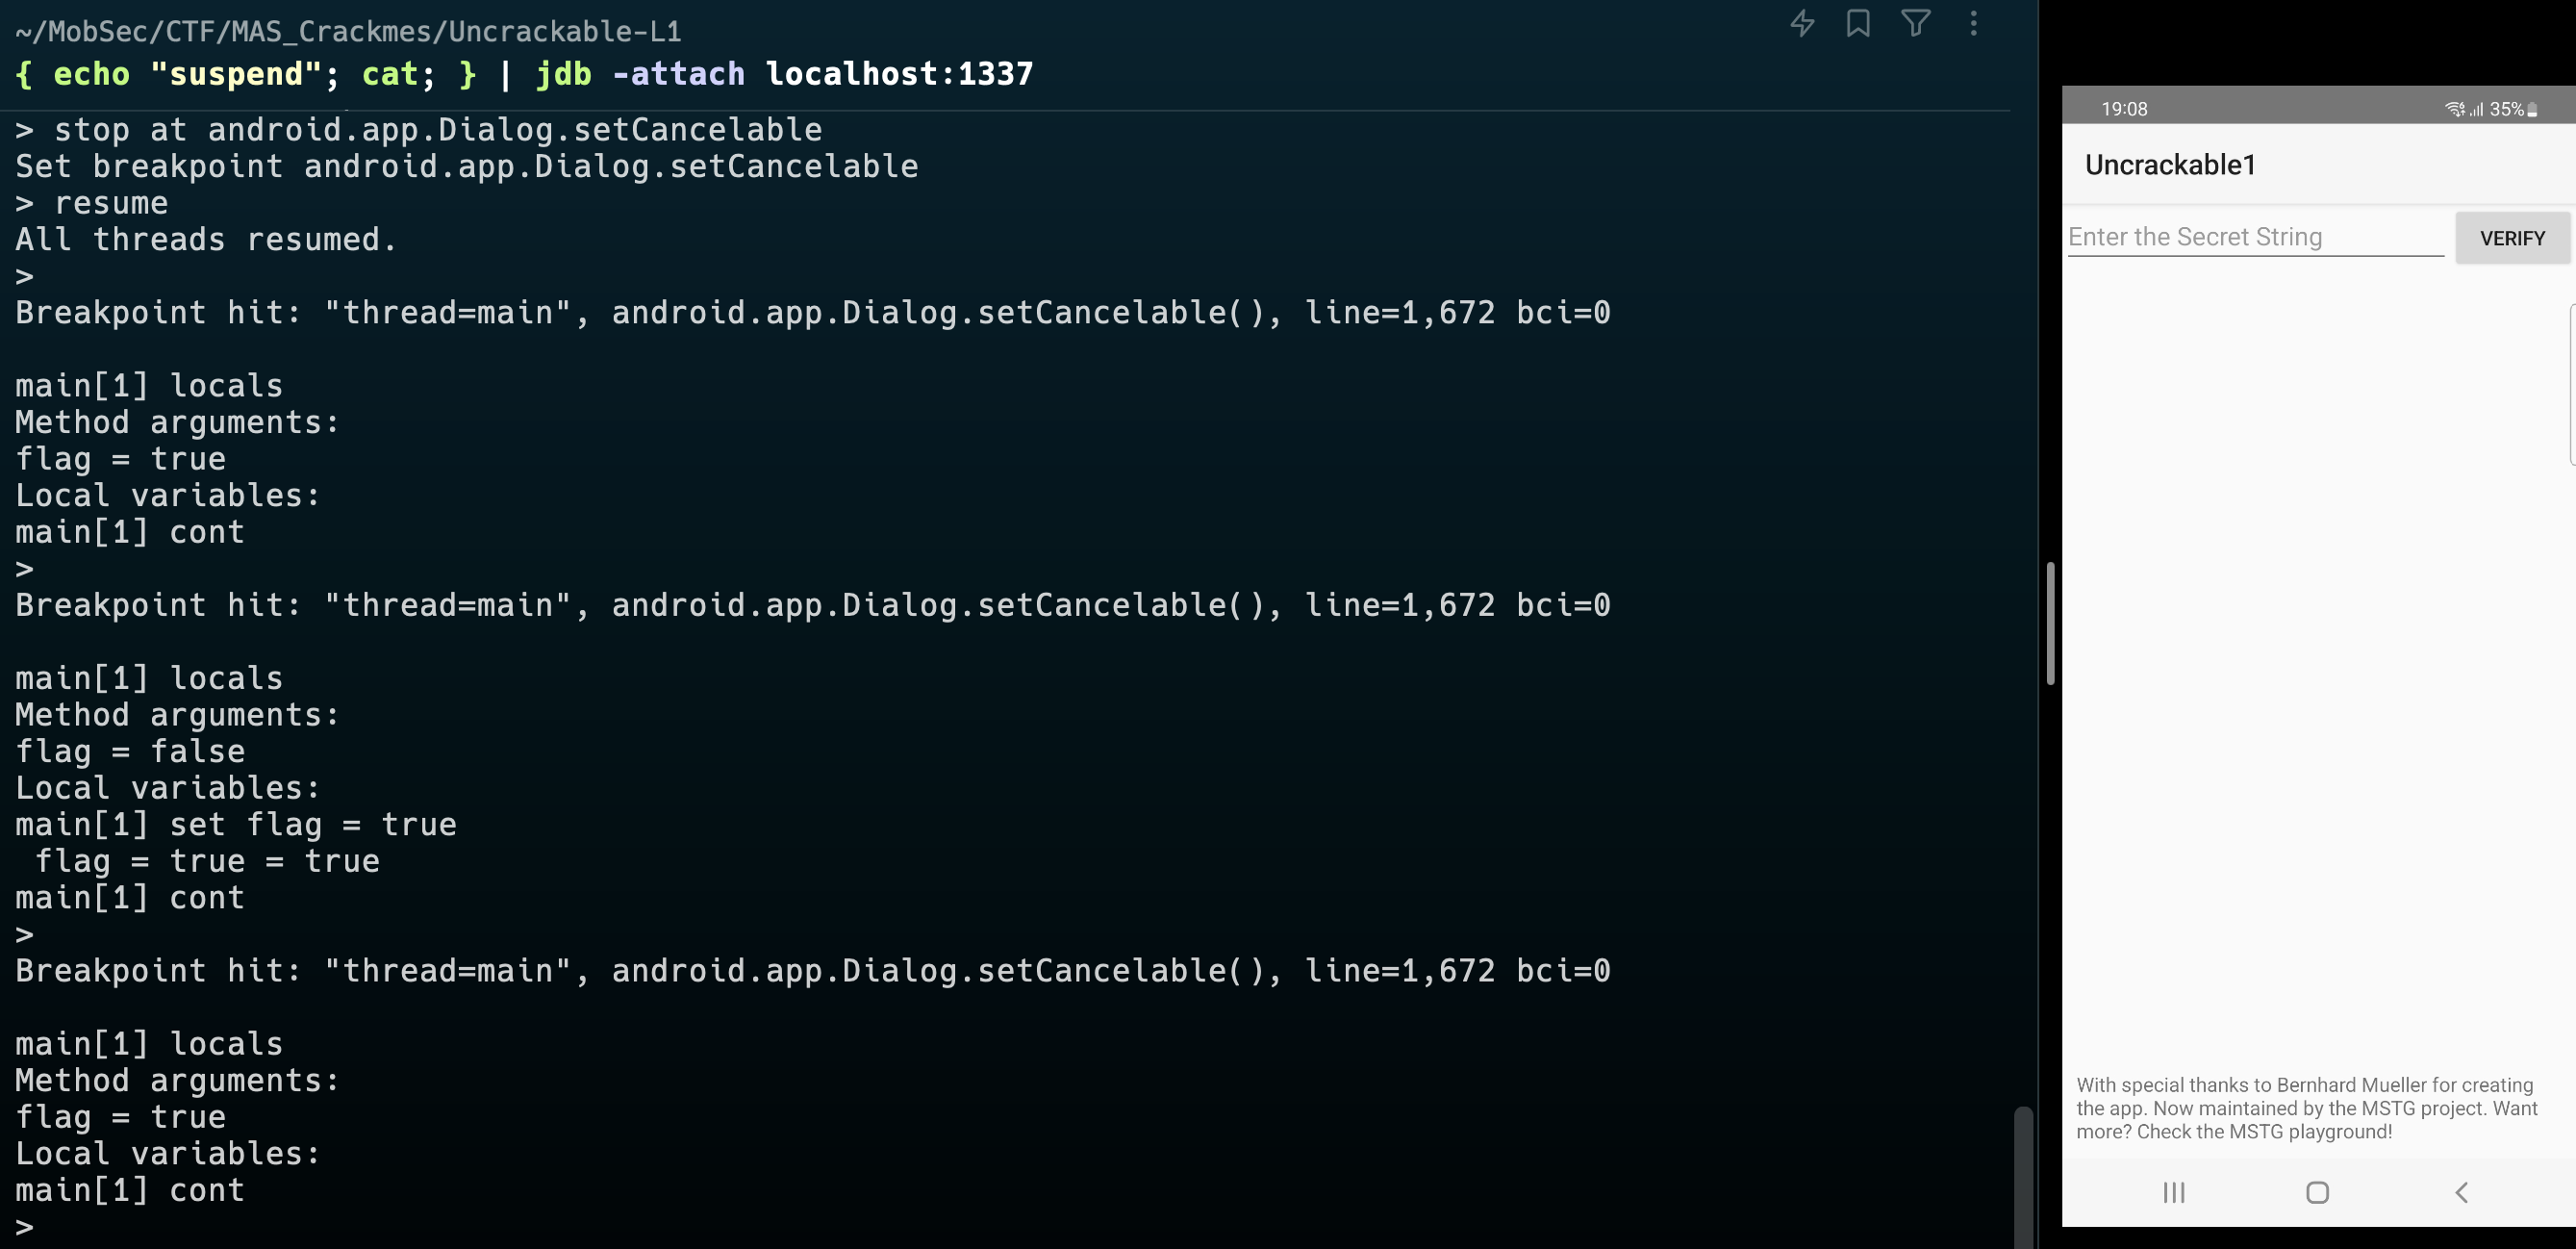 ~/MobSec/CTF/MAS_Crackmes/Uncrackable-L1
{ echo "suspend"; cat; } | jdb -attach localhost:1337
> stop at android.app.Dialog.setCancelable
Set breakpoint android.app.Dialog.setCancelable
> resume
All threads resumed.
>
Breakpoint hit: "thread=main", android.app.Dialog.setCancelable(), line=1,672 bci=0
main[1] locals
Method arguments:
flag = true
Local variables:
main[1] cont
>
Breakpoint hit: "thread=main", android.app.Dialog.setCancelable(), line=1,672 bci=0
main[1] locals
Method arguments:
flag = false
Local variables:
main[1] set flag = true
flag = true = true
main[1] cont
>
Breakpoint hit: "thread=main", android.app.Dialog.setCancelable(), line=1,672 bci=0
main[1] locals
Method arguments:
flag = true
Local variables:
main[1] cont
>
19:08 35%
Uncrackable1
Enter the Secret String VERIFY
With special thanks to Bernhard Mueller for creating
the app. Now maintained by the MSTG project. Want
more? Check the MSTG playground!